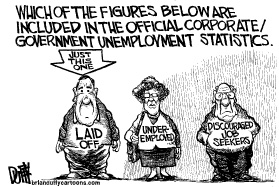 WHICH OF THE FIGURES BELOW ARE
INCLUDED IN THE OFFICIAL CORPORATE/
GOVERNMENT UNEMPLOYMENT STATISTICS.
JUST
THIS
ONE
LAID
OFF
UNDER-
EMPLOYED
DISCOURAGED
JOB
SEEKERS
DUFFY
brianduffycartoons.com